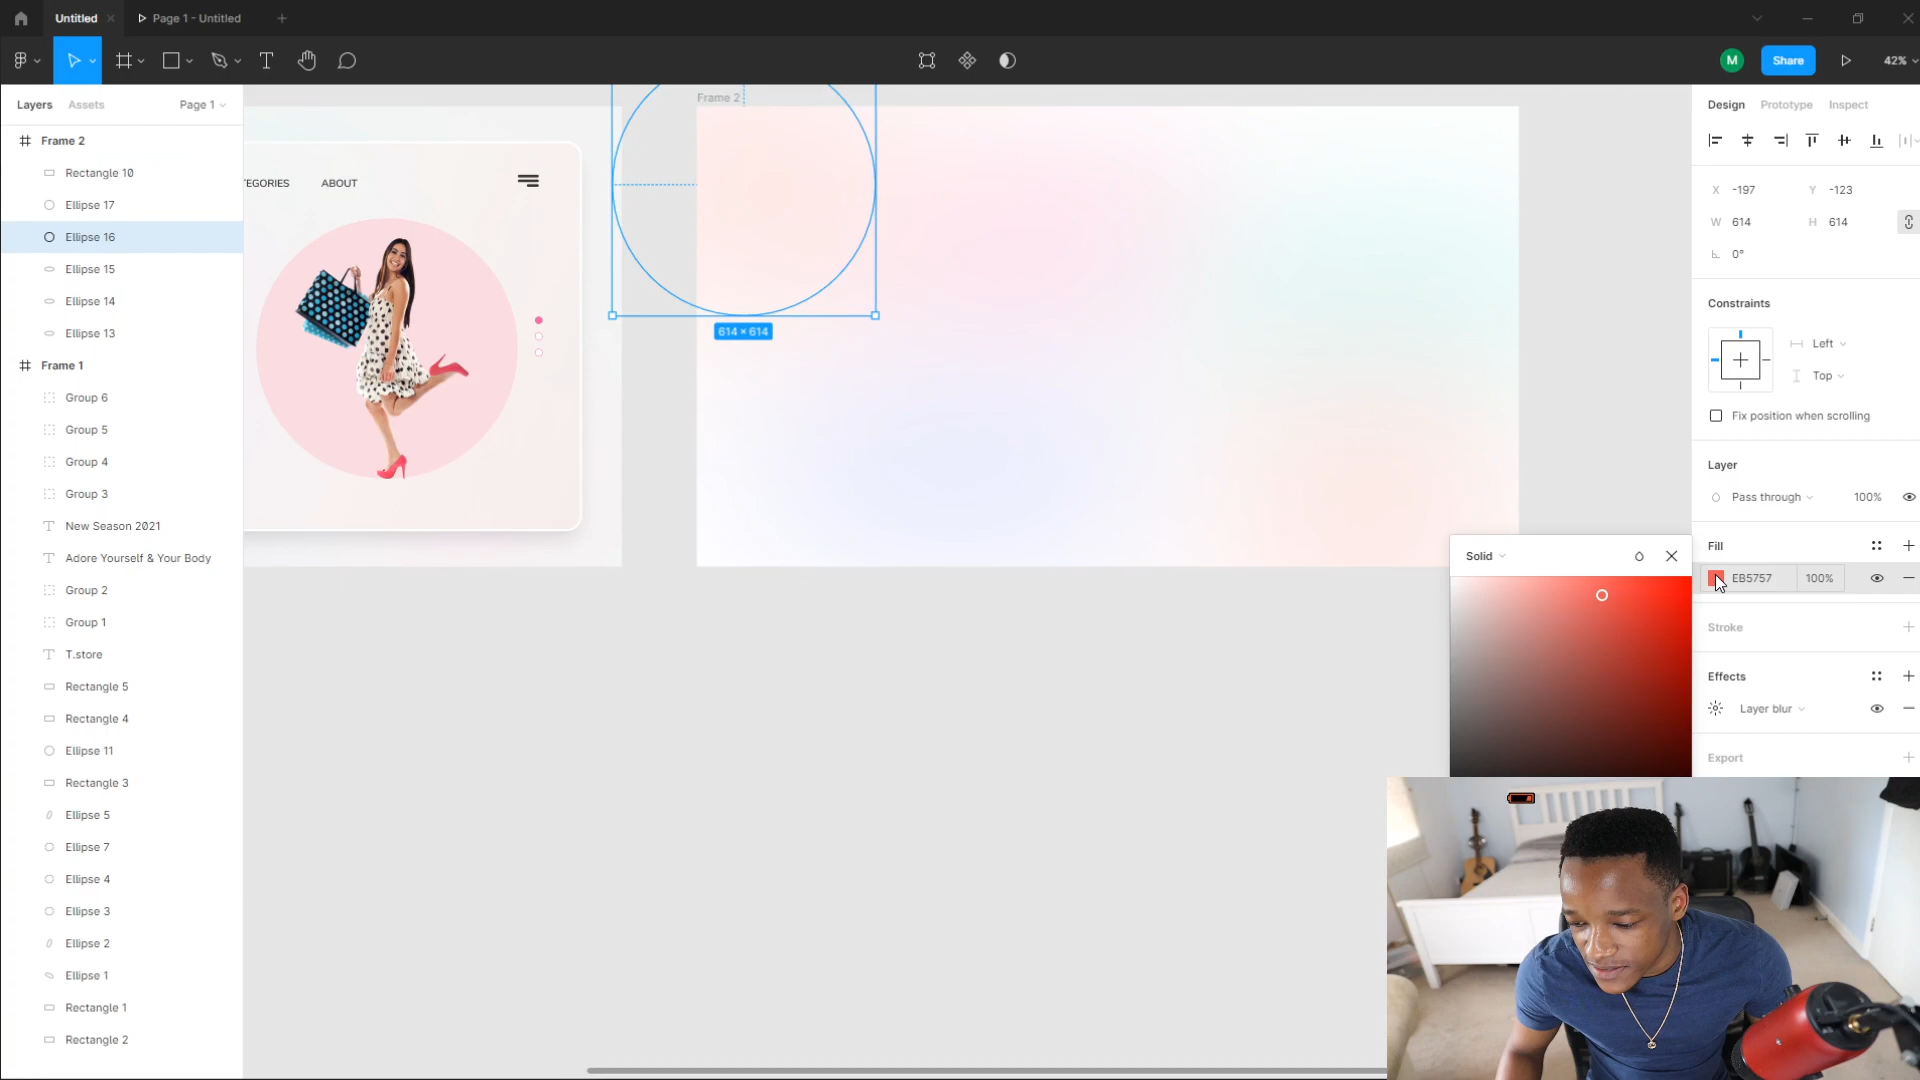 Untitled
Page 1 - Untitled
M
Share
42%
Layers
Assets
Page 1
Frame 2
Rectangle 10
Ellipse 17
Ellipse 16
Ellipse 15
Ellipse 14
Ellipse 13
Frame 1
Group 6
Group 5
Group 4
Group 3
New Season 2021
Adore Yourself & Your Body
Group 2
Group 1
T.store
Rectangle 5
Rectangle 4
Ellipse 11
Rectangle 3
Ellipse 5
Ellipse 7
Ellipse 4
Ellipse 3
Ellipse 2
Ellipse 1
Rectangle 1
Rectangle 2
TEGORIES ABOUT
Frame 2
614 × 614
Design
Prototype
Inspect
X -197 Y -123
W 614 H 614
0°
Constraints
Left
Top
Fix position when scrolling
Layer
Pass through 100%
Fill
EB5757 100%
Solid
Stroke
Effects
Layer blur
Export